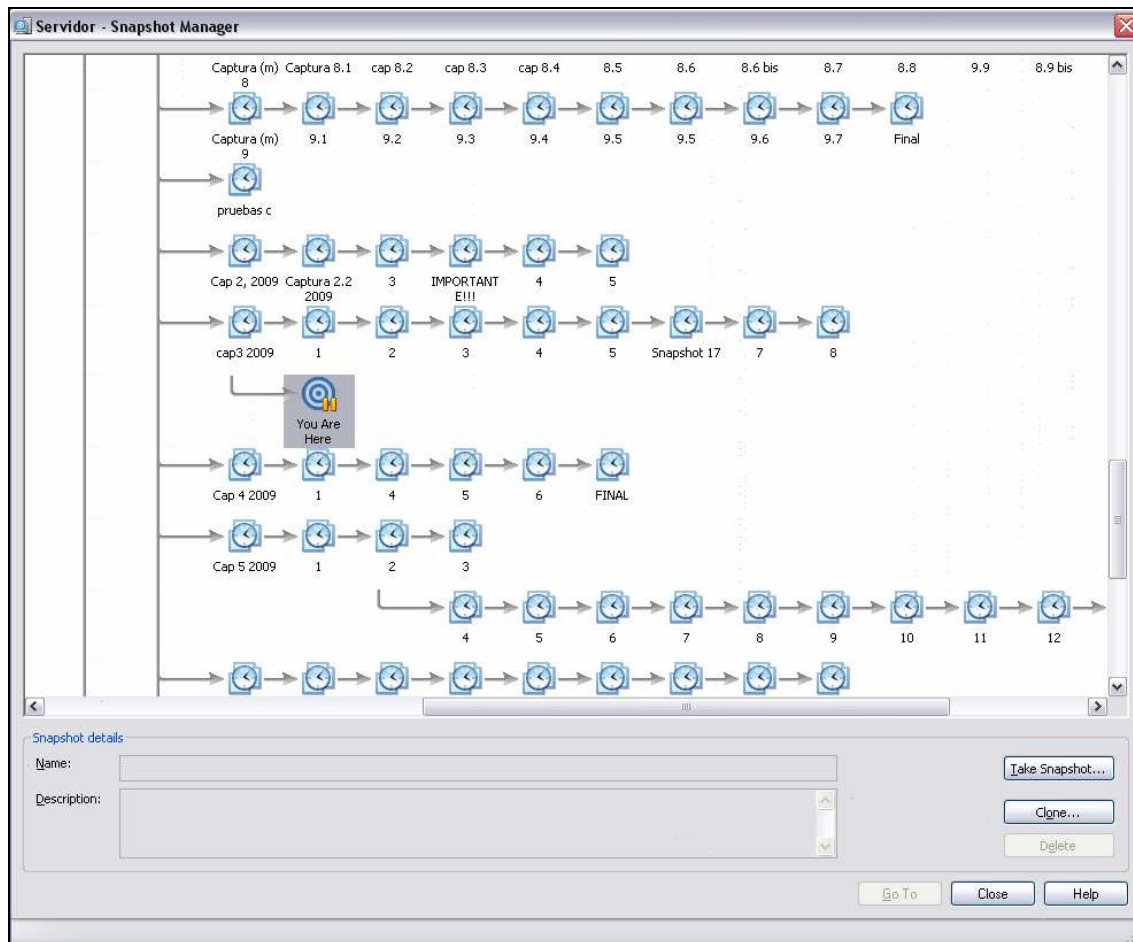 Servidor - Snapshot Manager
Captura (m) 8 Captura 8.1 cap 8.2 cap 8.3 cap 8.4 8.5 8.6 8.6 bis 8.7 8.8 9.9 8.9 bis
Captura (m) 9 9.1 9.2 9.3 9.4 9.5 9.5 9.6 9.7 Final
pruebas c
Cap 2, 2009 Captura 2.2 2009 3 IMPORTANTE!!! 4 5
cap3 2009 1 2 3 4 5 Snapshot 17 7 8
You Are
Here
Cap 4 2009 1 4 5 6 FINAL
Cap 5 2009 1 2 3
4 5 6 7 8 9 10 11 12
Snapshot details
Name:
Take Snapshot...
Description:
Clone...
Delete
Go To Close Help